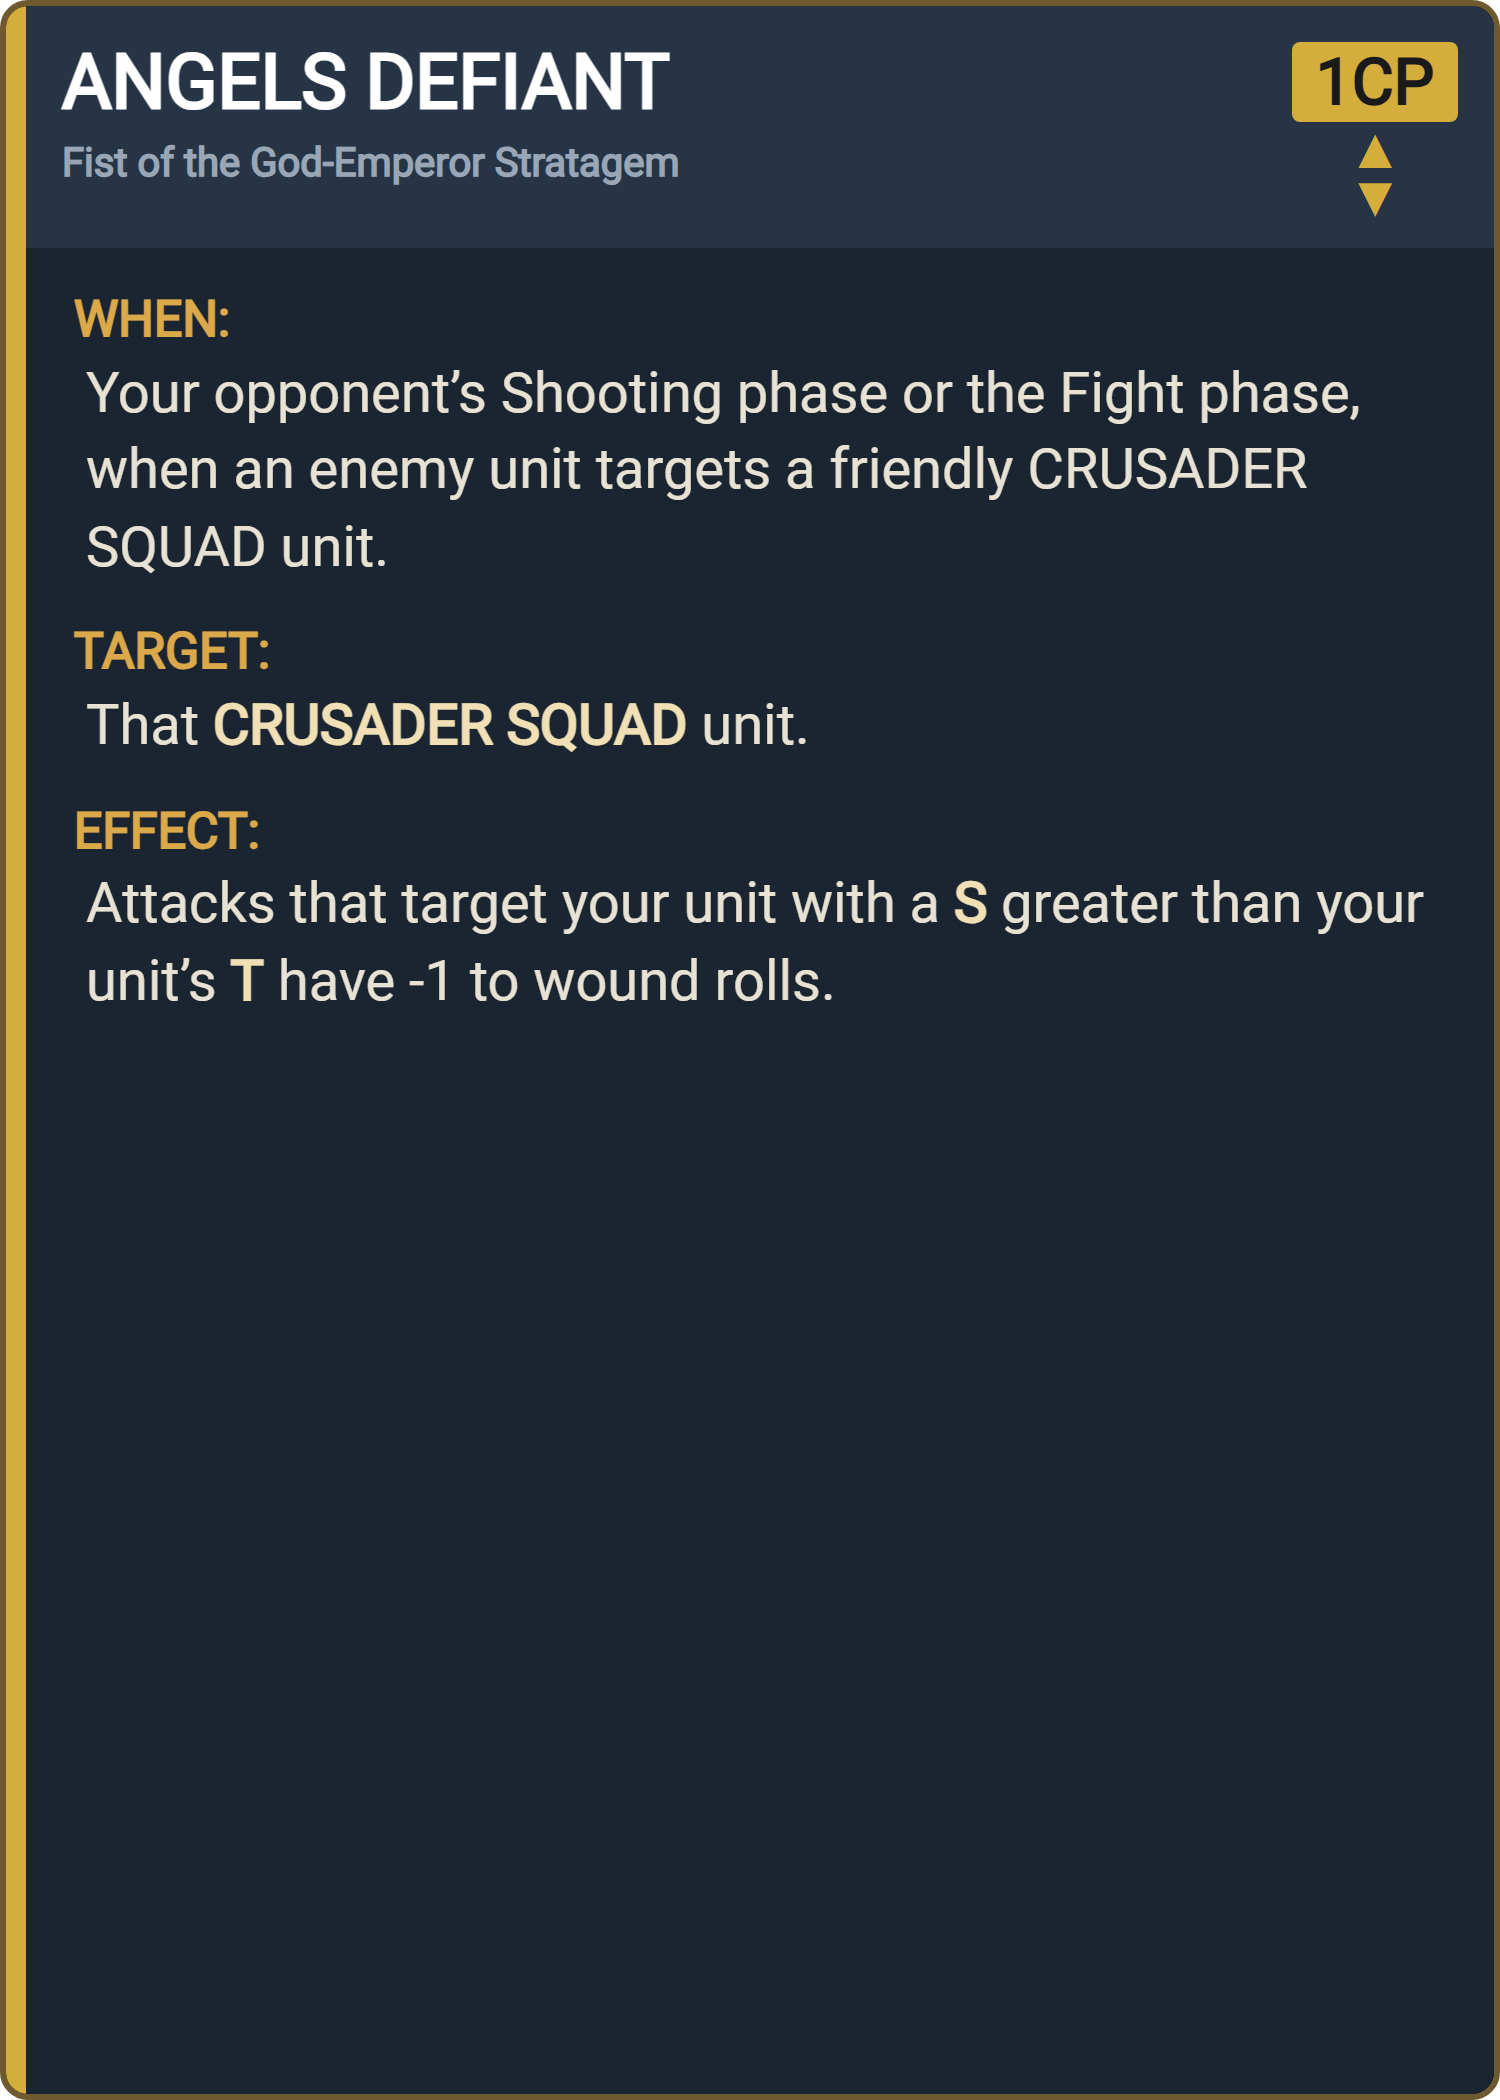 ANGELS DEFIANT
Fist of the God-Emperor Stratagem
1CP
▲
▼
WHEN:
Your opponent’s Shooting phase or the Fight phase,
when an enemy unit targets a friendly CRUSADER
SQUAD unit.
TARGET:
That CRUSADER SQUAD unit.
EFFECT:
Attacks that target your unit with a S greater than your
unit’s T have -1 to wound rolls.